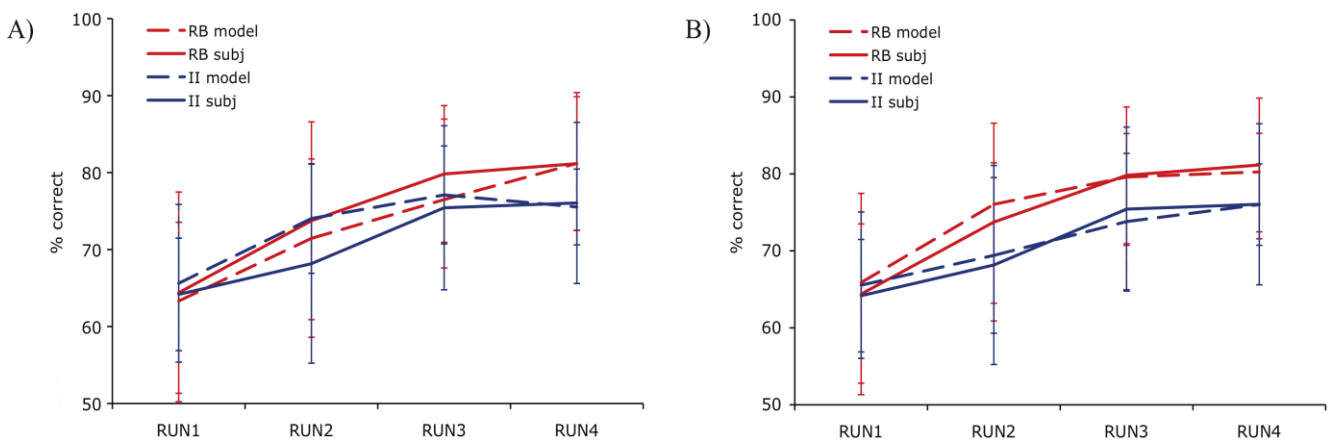 A)
% correct
100
90
80
70
60
50
RB model
RB subj
II model
II subj
RUN1 RUN2 RUN3 RUN4
B)
% correct
100
90
80
70
60
50
RB model
RB subj
II model
II subj
RUN1 RUN2 RUN3 RUN4